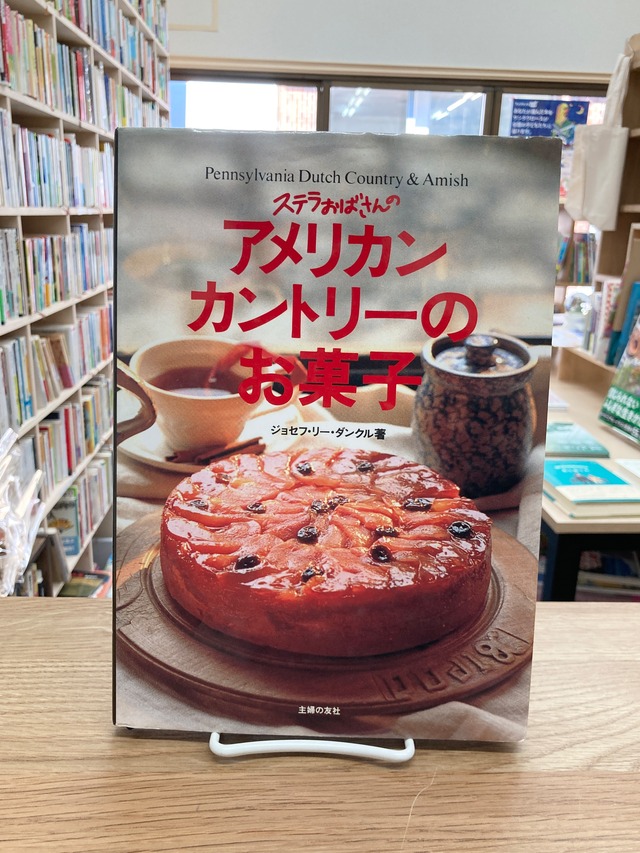 Pennsylvania Dutch Country & Amish
ステラおばさんの
アメリカン
カントリーの
お菓子
ジョセフ・リー・ダンクル著
主婦の友社